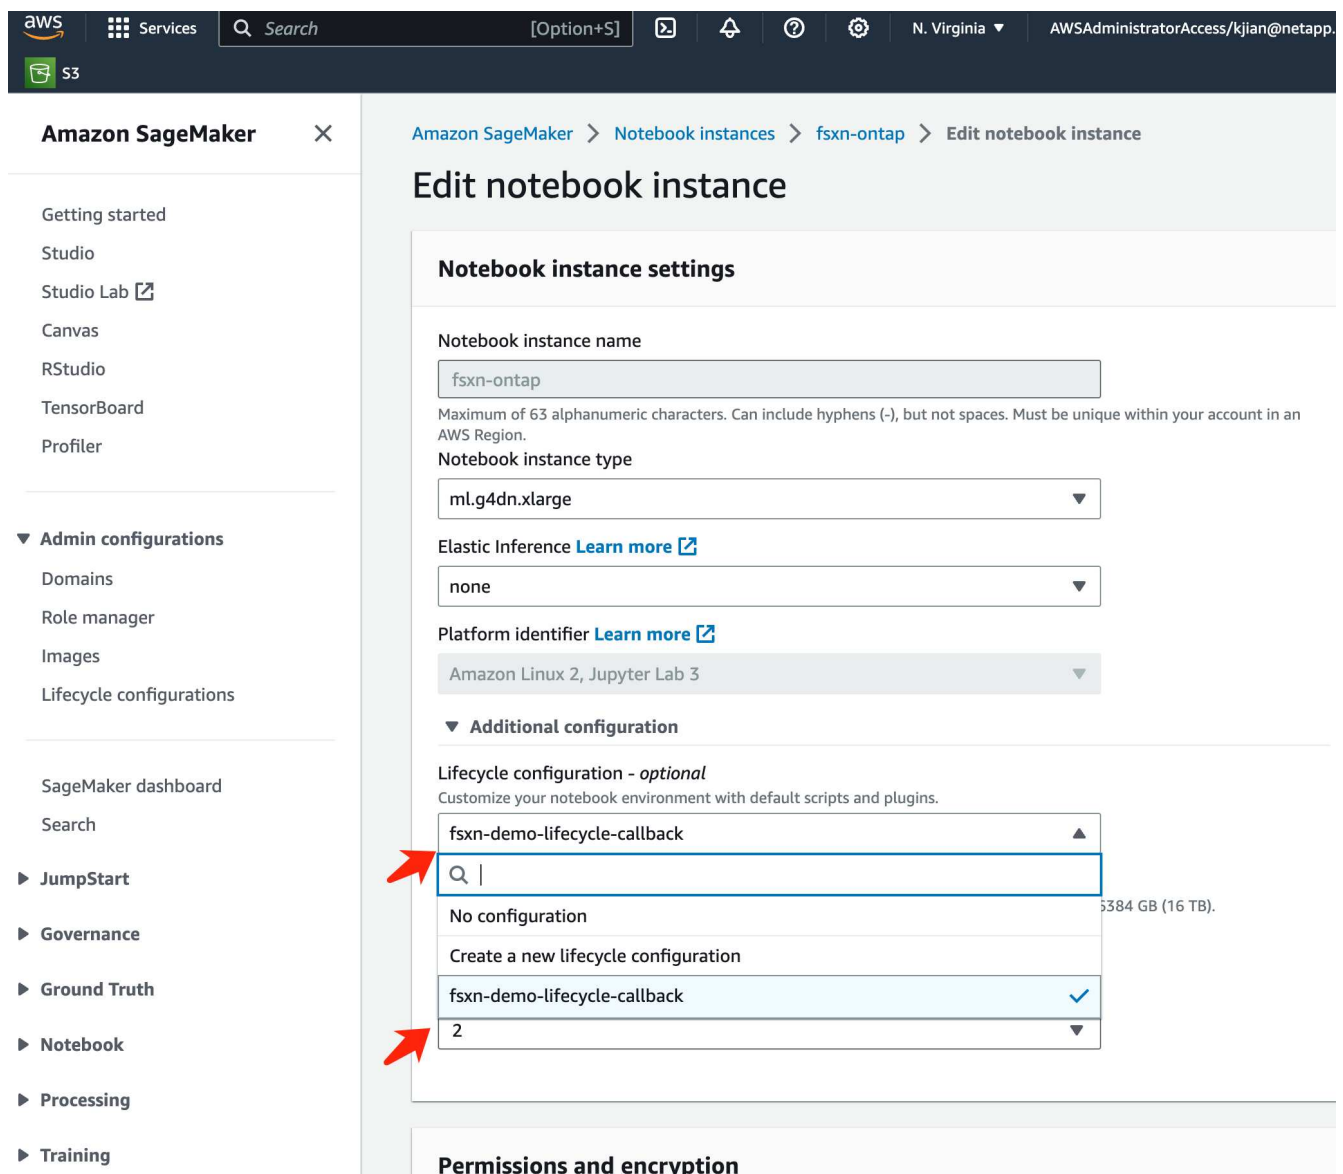 aws
Services
Search
[Option+S]
N. Virginia
AWSAdministratorAccess/kjian@netapp.
S3
Amazon SageMaker
Getting started
Studio
Studio Lab
Canvas
RStudio
TensorBoard
Profiler
Admin configurations
Domains
Role manager
Images
Lifecycle configurations
SageMaker dashboard
Search
JumpStart
Governance
Ground Truth
Notebook
Processing
Training
Amazon SageMaker > Notebook instances > fsxn-ontap > Edit notebook instance
Edit notebook instance
Notebook instance settings
Notebook instance name
fsxn-ontap
Maximum of 63 alphanumeric characters. Can include hyphens (-), but not spaces. Must be unique within your account in an
AWS Region.
Notebook instance type
ml.g4dn.xlarge
Elastic Inference Learn more
none
Platform identifier Learn more
Amazon Linux 2, Jupyter Lab 3
Additional configuration
Lifecycle configuration - optional
Customize your notebook environment with default scripts and plugins.
fsxn-demo-lifecycle-callback
No configuration
6384 GB (16 TB).
Create a new lifecycle configuration
fsxn-demo-lifecycle-callback
2
Permissions and encryption